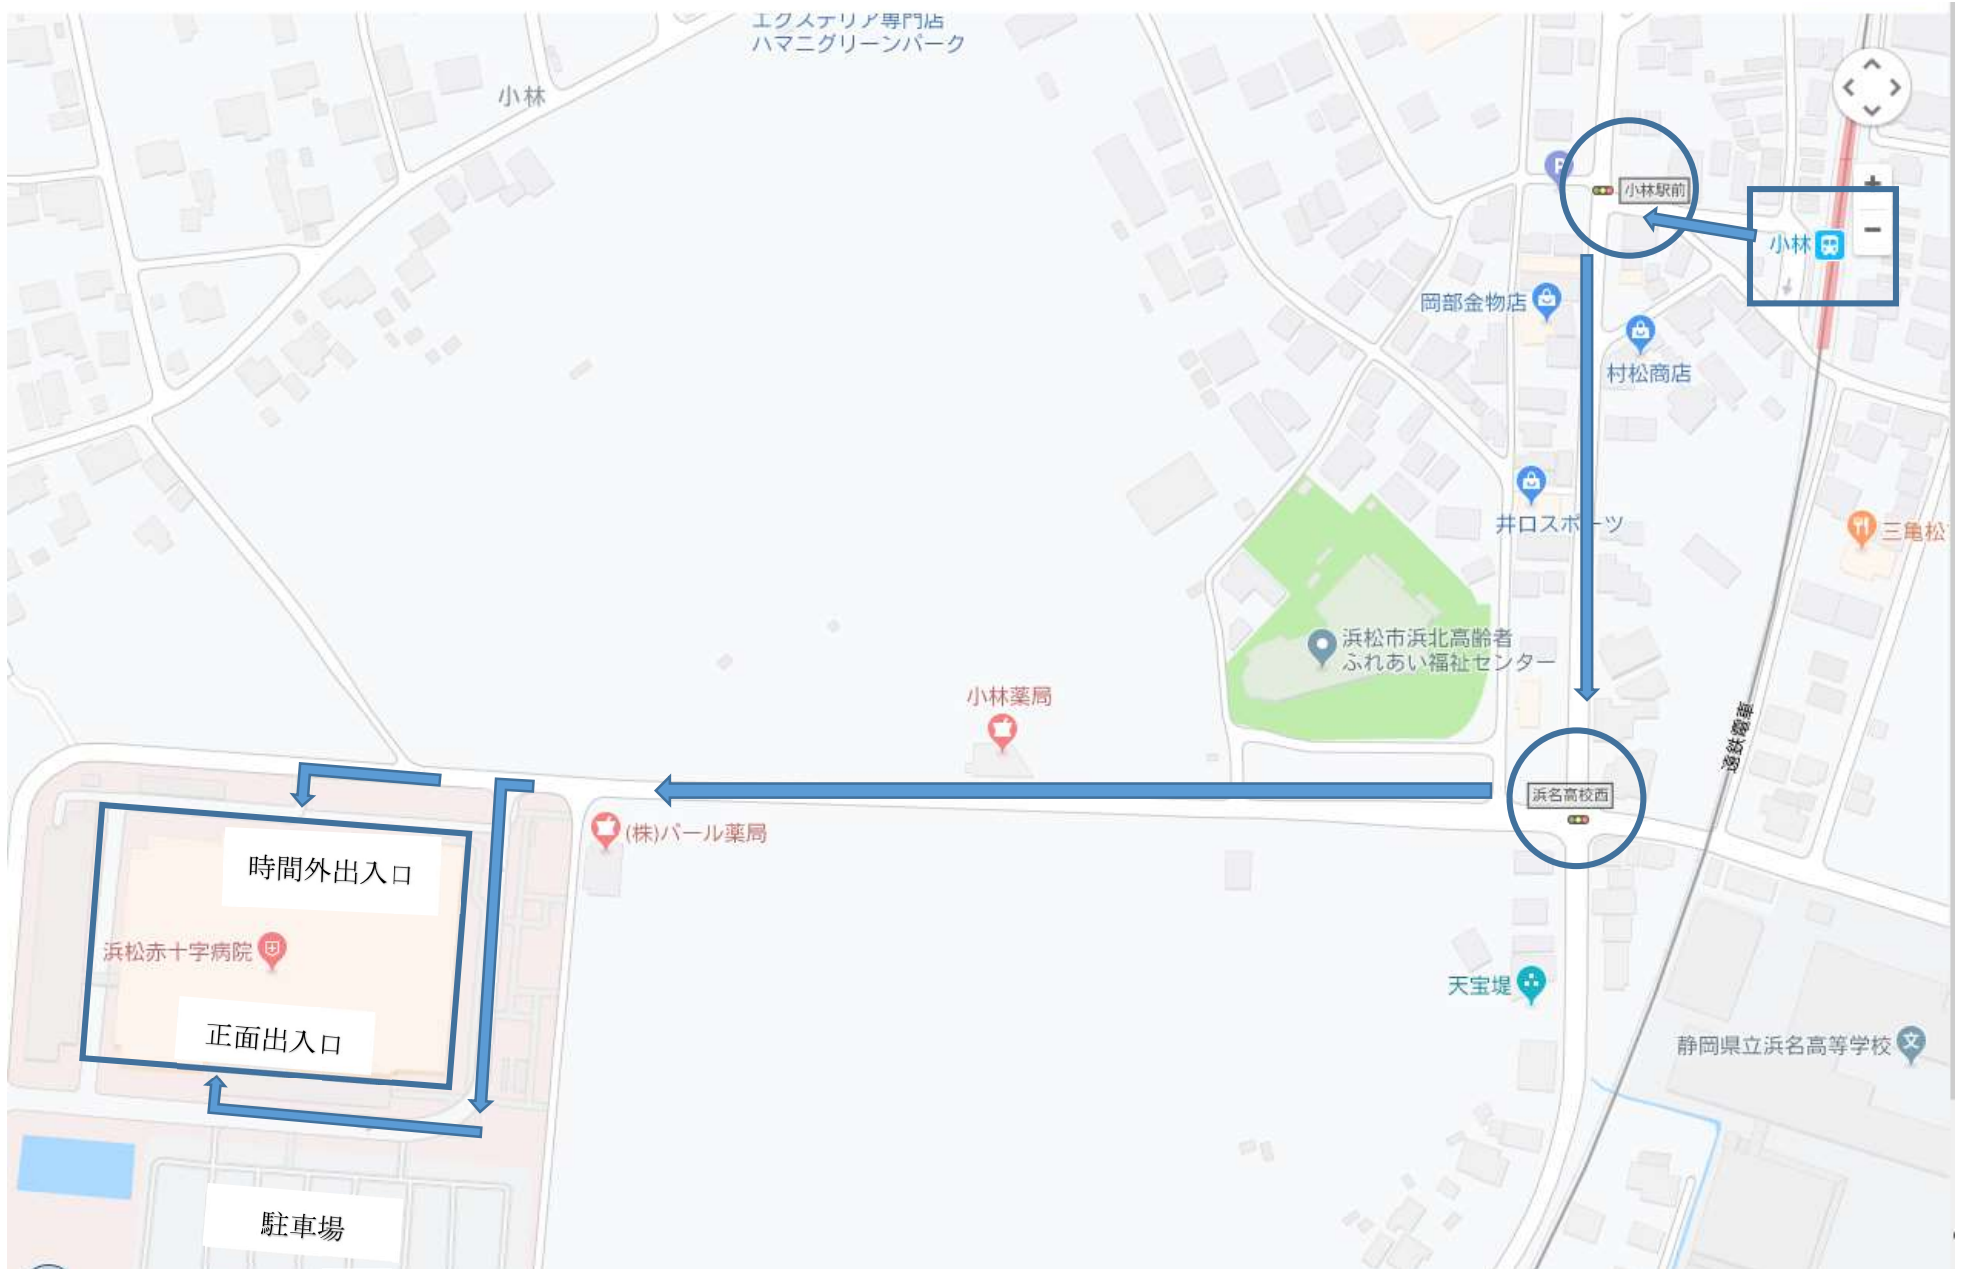 エクステリア専門店
ハマニグリーンパーク
小林
P
小林駅前
小林
+
−
岡部金物店
村松商店
井口スポーツ
三亀松
浜松市浜北高齢者
ふれあい福祉センター
小林薬局
遠鉄電車
浜名高校西
(株)パール薬局
時間外出入口
浜松赤十字病院
天宝堤
正面出入口
静岡県立浜名高等学校
文
駐車場